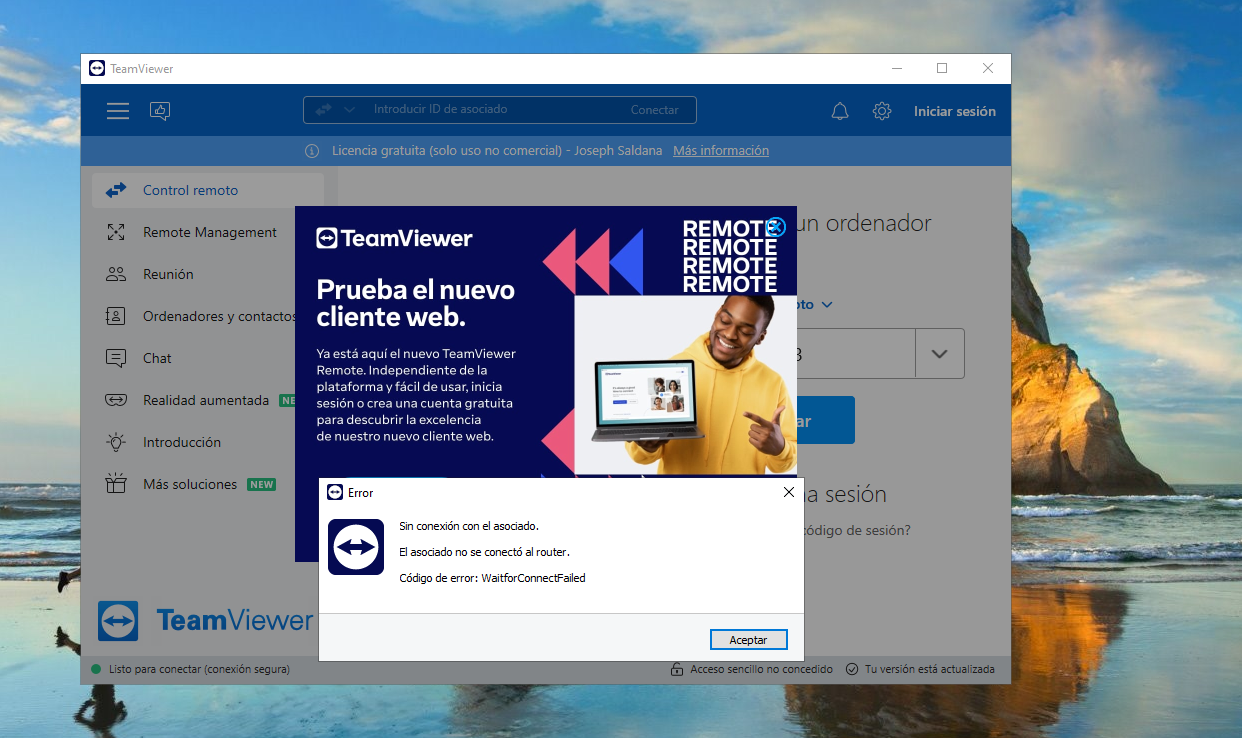 TeamViewer
Introducir ID de asociado
Conectar
Iniciar sesión
Licencia gratuita (solo uso no comercial) - Joseph Saldana Más información
Control remoto
Remote Management
Reunión
Ordenadores y contactos
Chat
Realidad aumentada NE
Introducción
Más soluciones NEW
TeamViewer
un ordenador
oto
3
ar
a sesión
código de sesión?
TeamViewer
Prueba el nuevo
cliente web.
Ya está aquí el nuevo TeamViewer
Remote. Independiente de la
plataforma y fácil de usar, inicia
sesión o crea una cuenta gratuita
para descubrir la excelencia
de nuestro nuevo cliente web.
REMOTE
REMOTE
REMOTE
REMOTE
Error
Sin conexión con el asociado.
El asociado no se conectó al router.
Código de error: WaitforConnectFailed
Aceptar
Listo para conectar (conexión segura)
Acceso sencillo no concedido
Tu versión está actualizada